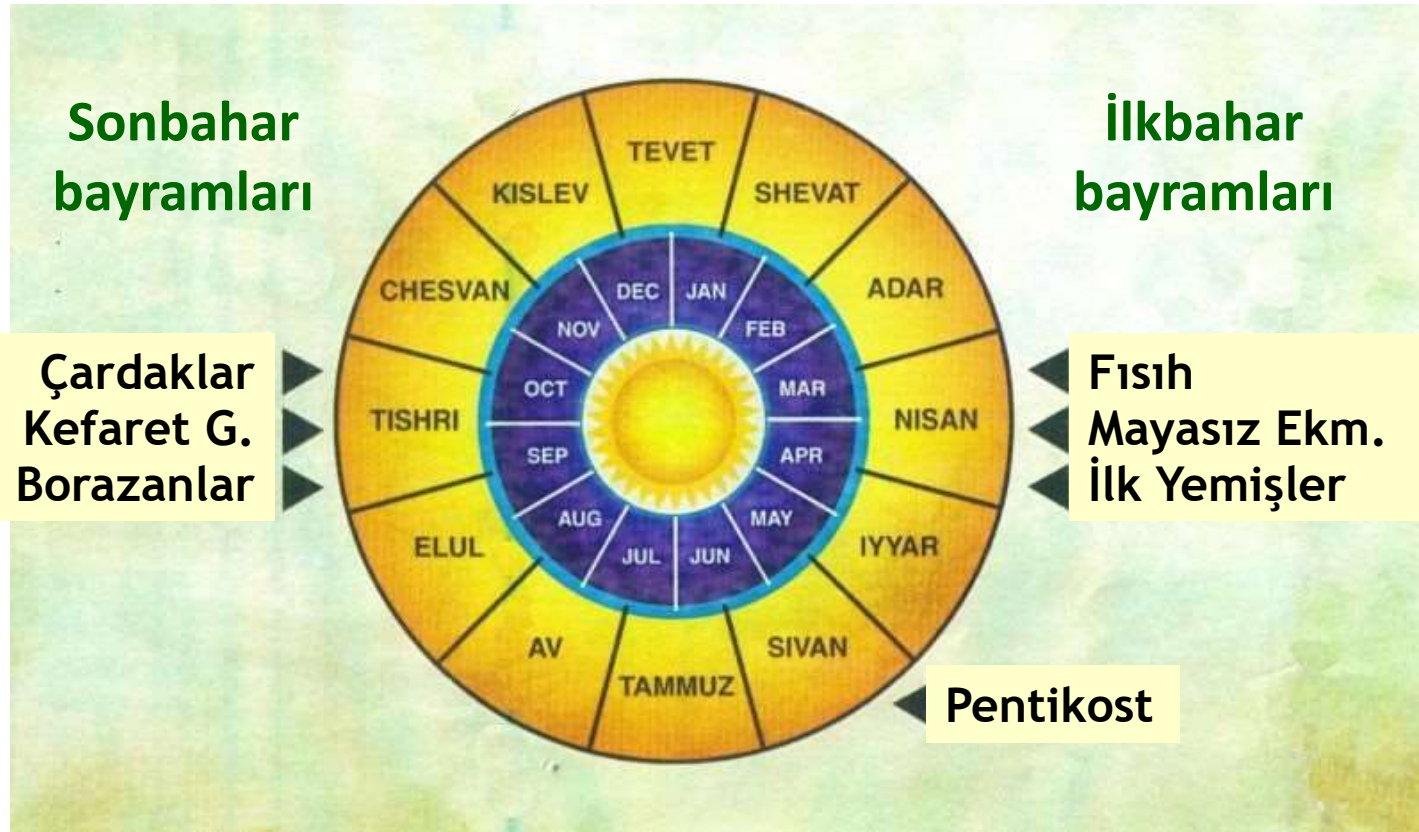 Sonbahar
bayramları
İlkbahar
bayramları
TEVET
SHEVAT
ADAR
NISAN
IYYAR
SIVAN
TAMMUZ
AV
ELUL
TISHRI
CHESVAN
KISLEV
JAN
FEB
MAR
APR
MAY
JUN
JUL
AUG
SEP
OCT
NOV
DEC
Çardaklar
Kefaret G.
Borazanlar
Fısıh
Mayasız Ekm.
İlk Yemişler
Pentikost